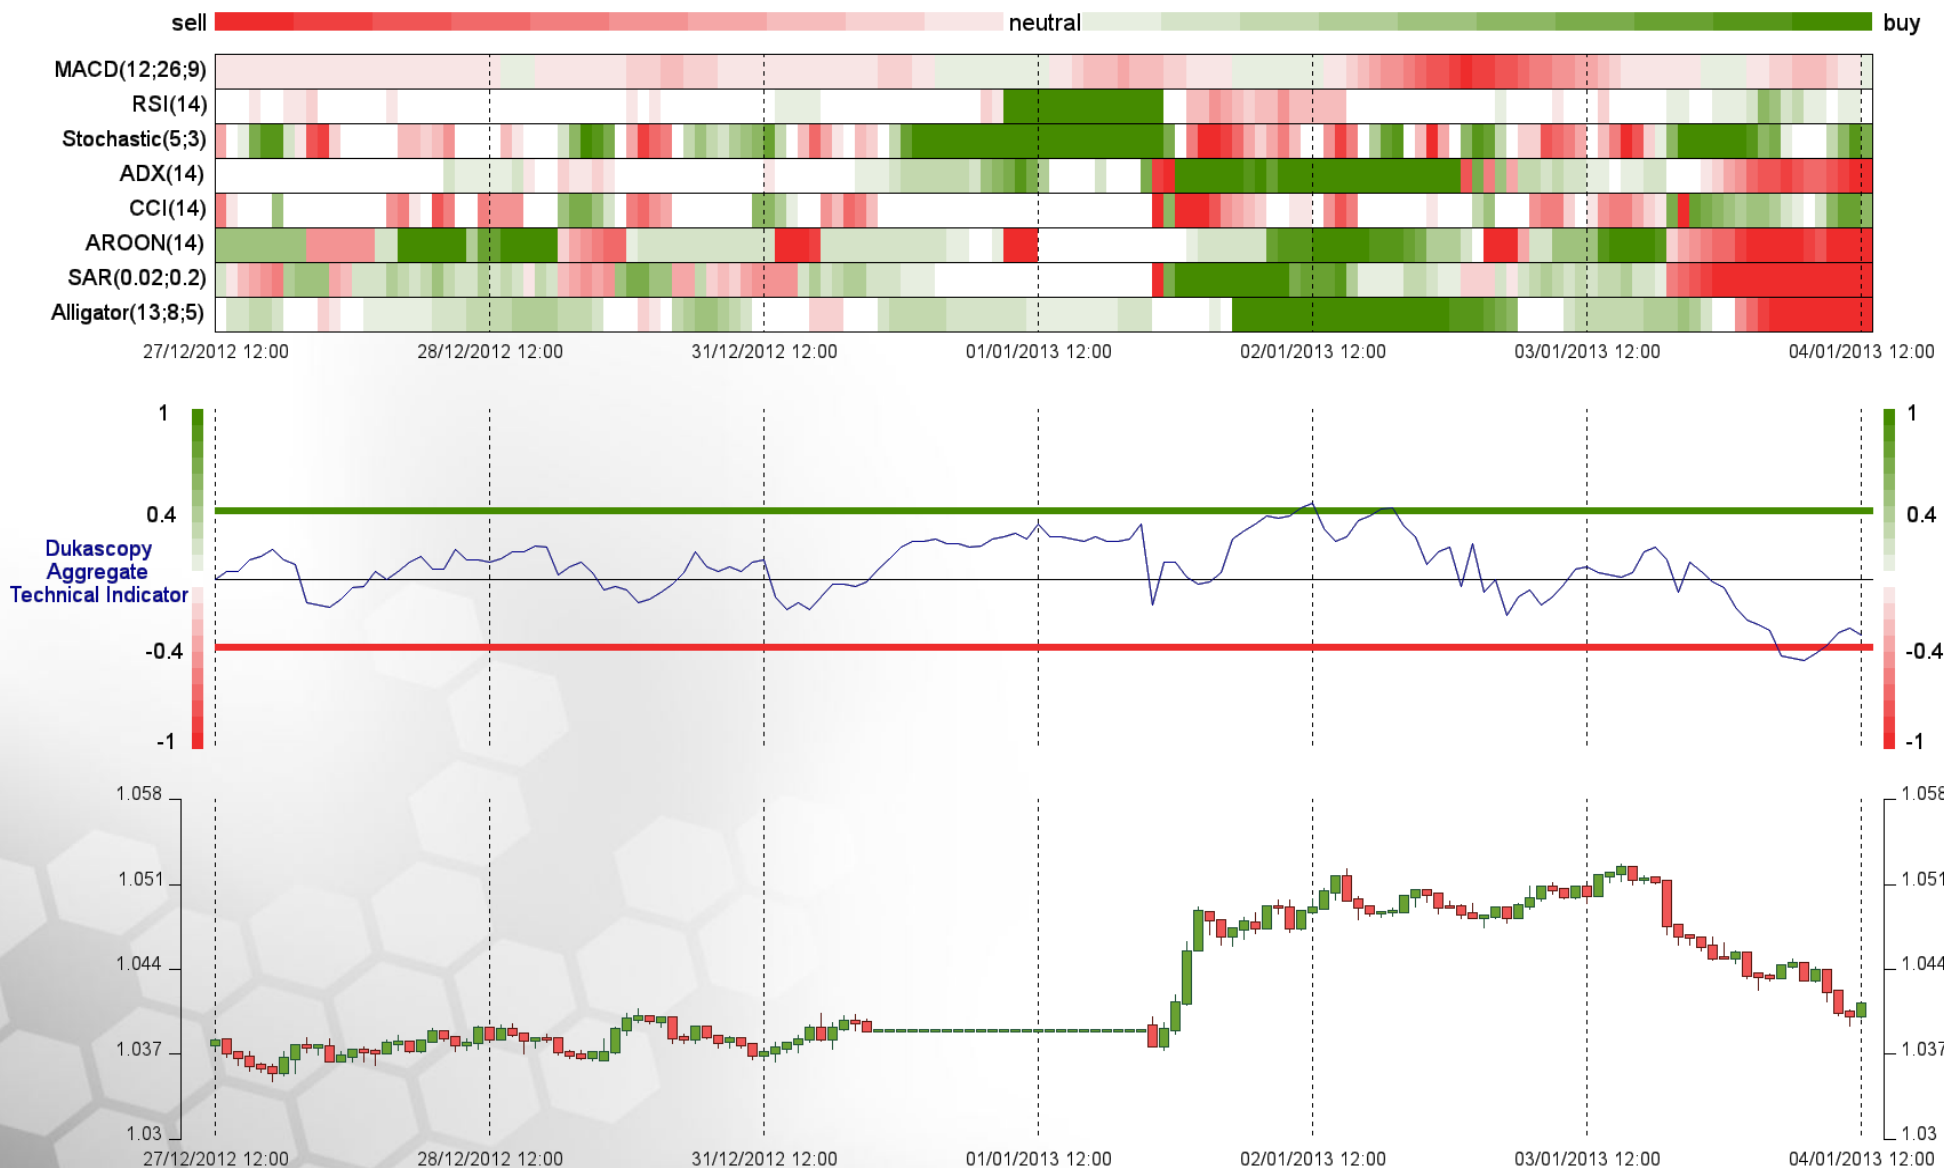 sell neutral buy
MACD(12;26;9)
RSI(14)
Stochastic(5;3)
ADX(14)
CCI(14)
AROON(14)
SAR(0.02;0.2)
Alligator(13;8;5)
27/12/2012 12:00 28/12/2012 12:00 31/12/2012 12:00 01/01/2013 12:00 02/01/2013 12:00 03/01/2013 12:00 04/01/2013 12:00
1 1
0.4 0.4
Dukascopy
Aggregate
Technical Indicator
-0.4 -0.4
-1 -1
1.058 1.058
1.051 1.051
1.044 1.044
1.037 1.037
1.03 1.03
27/12/2012 12:00 28/12/2012 12:00 31/12/2012 12:00 01/01/2013 12:00 02/01/2013 12:00 03/01/2013 12:00 04/01/2013 12:00